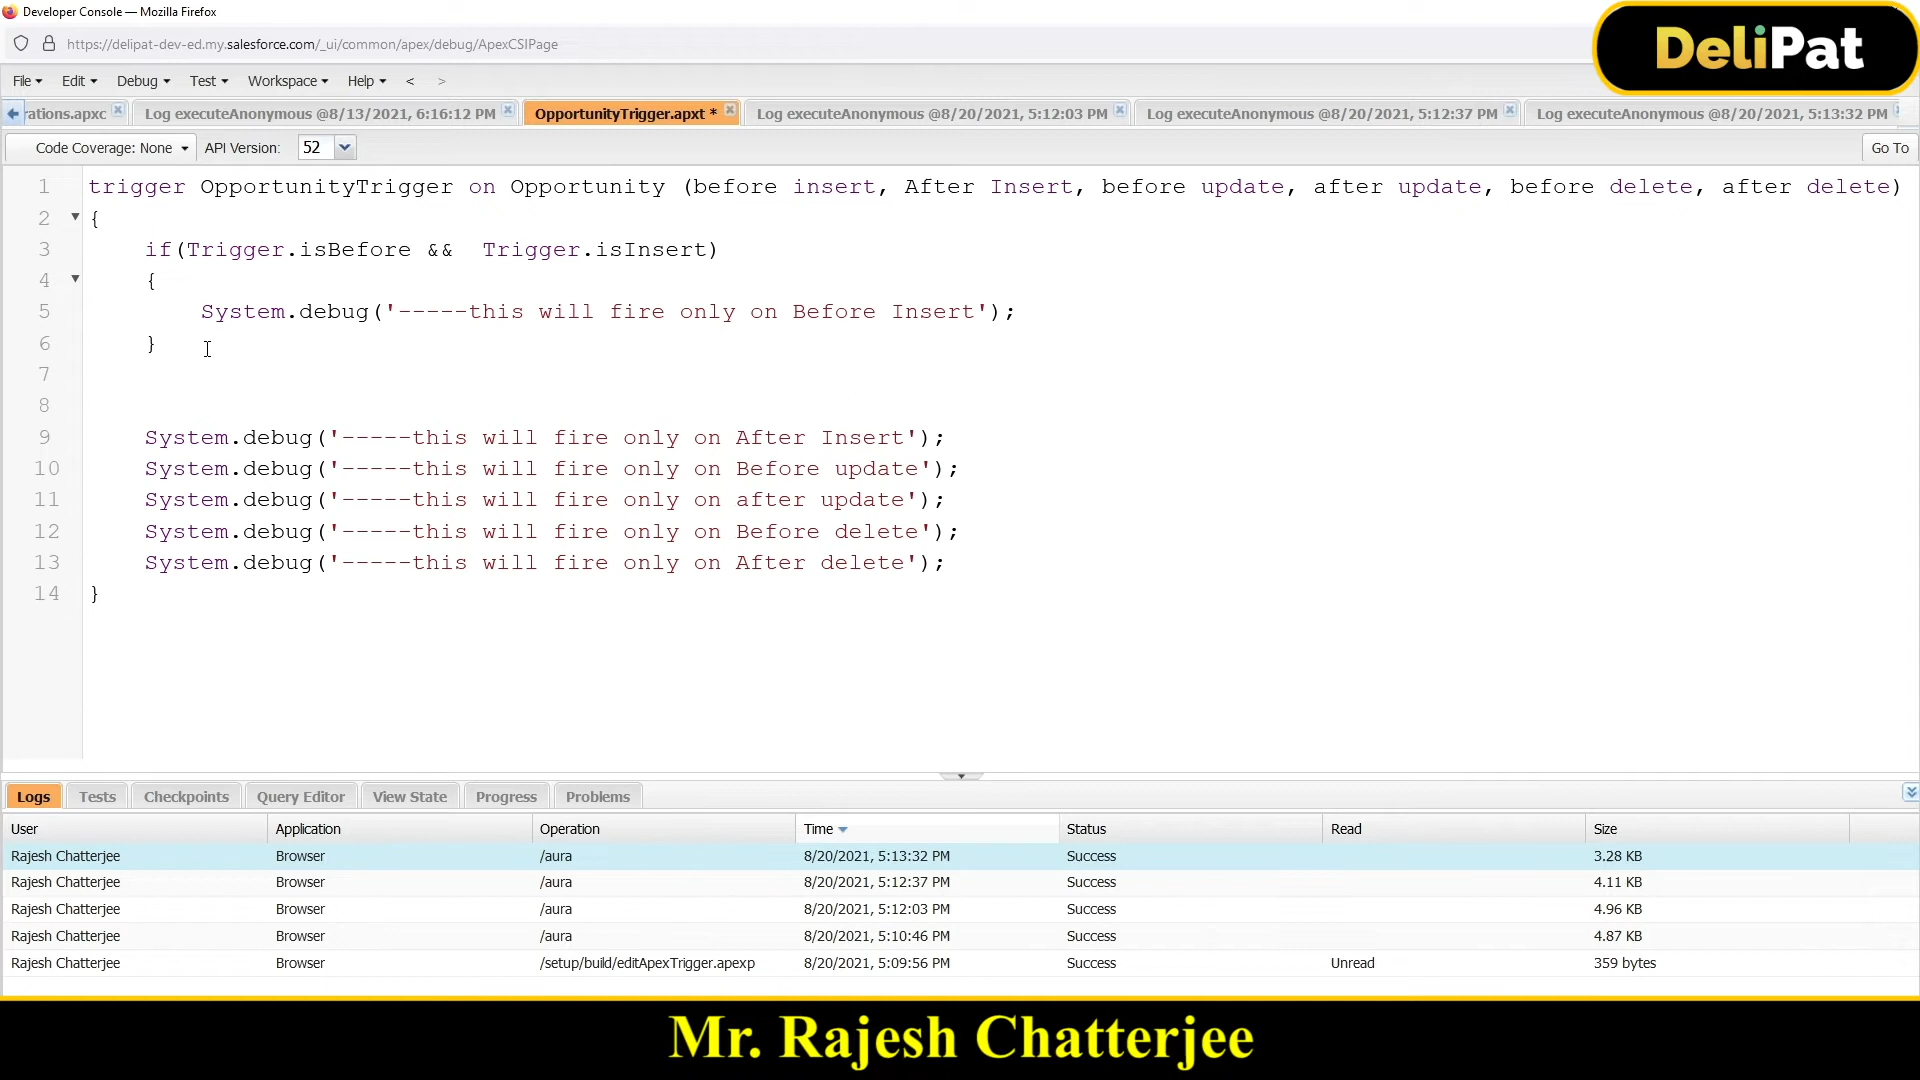 Developer Console — Mozilla Firefox
https://delipat-dev-ed.my.salesforce.com/_ui/common/apex/debug/ApexCSIPage
DeliPat
File Edit Debug Test Workspace Help < >
rations.apxc Log executeAnonymous @8/13/2021, 6:16:12 PM OpportunityTrigger.apxt * Log executeAnonymous @8/20/2021, 5:12:03 PM Log executeAnonymous @8/20/2021, 5:12:37 PM Log executeAnonymous @8/20/2021, 5:13:32 PM
Code Coverage: None API Version: 52 Go To
1 trigger OpportunityTrigger on Opportunity (before insert, After Insert, before update, after update, before delete, after delete)
2 {
3 if(Trigger.isBefore &&  Trigger.isInsert)
4 {
5 System.debug('-----this will fire only on Before Insert');
6 }
7
8
9 System.debug('-----this will fire only on After Insert');
10 System.debug('-----this will fire only on Before update');
11 System.debug('-----this will fire only on after update');
12 System.debug('-----this will fire only on Before delete');
13 System.debug('-----this will fire only on After delete');
14 }
Logs Tests Checkpoints Query Editor View State Progress Problems
User Application Operation Time Status Read Size
Rajesh Chatterjee Browser /aura 8/20/2021, 5:13:32 PM Success 3.28 KB
Rajesh Chatterjee Browser /aura 8/20/2021, 5:12:37 PM Success 4.11 KB
Rajesh Chatterjee Browser /aura 8/20/2021, 5:12:03 PM Success 4.96 KB
Rajesh Chatterjee Browser /aura 8/20/2021, 5:10:46 PM Success 4.87 KB
Rajesh Chatterjee Browser /setup/build/editApexTrigger.apexp 8/20/2021, 5:09:56 PM Success Unread 359 bytes
Mr. Rajesh Chatterjee